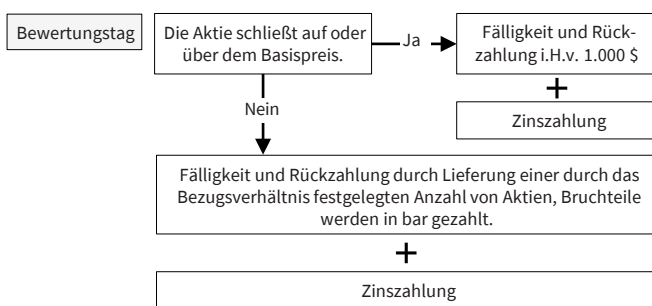 Bewertungstag
Die Aktie schließt auf oder
über dem Basispreis.
Ja
Fälligkeit und Rück-
zahlung i.H.v. 1.000 $
+
Zinszahlung
Nein
Fälligkeit und Rückzahlung durch Lieferung einer durch das
Bezugsverhältnis festgelegten Anzahl von Aktien, Bruchteile
werden in bar gezahlt.
+
Zinszahlung